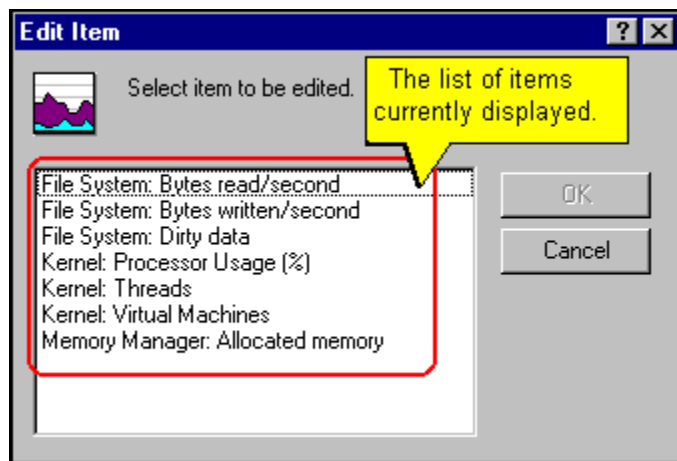 Edit Item
Select item to be edited.
The list of items
currently displayed.
File System: Bytes read/second
File System: Bytes written/second
File System: Dirty data
Kernel: Processor Usage (%)
Kernel: Threads
Kernel: Virtual Machines
Memory Manager: Allocated memory
OK
Cancel